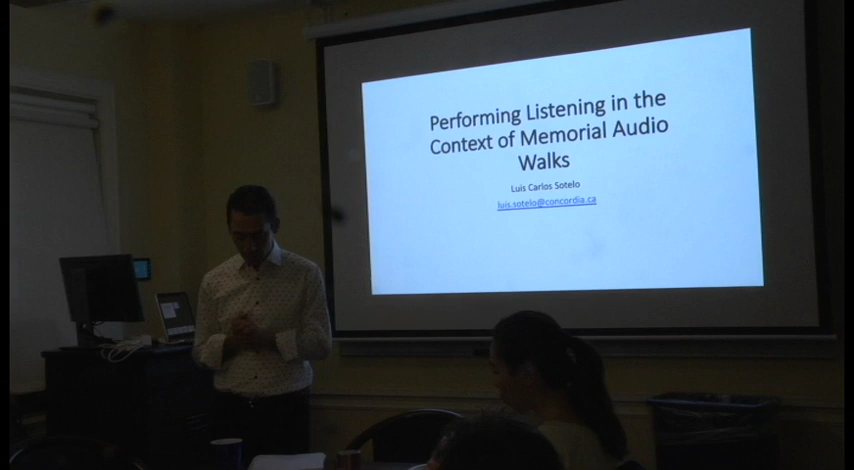 Performing Listening in the
Context of Memorial Audio
Walks
Luis Carlos Sotelo
luis.sotelo@concordia.ca